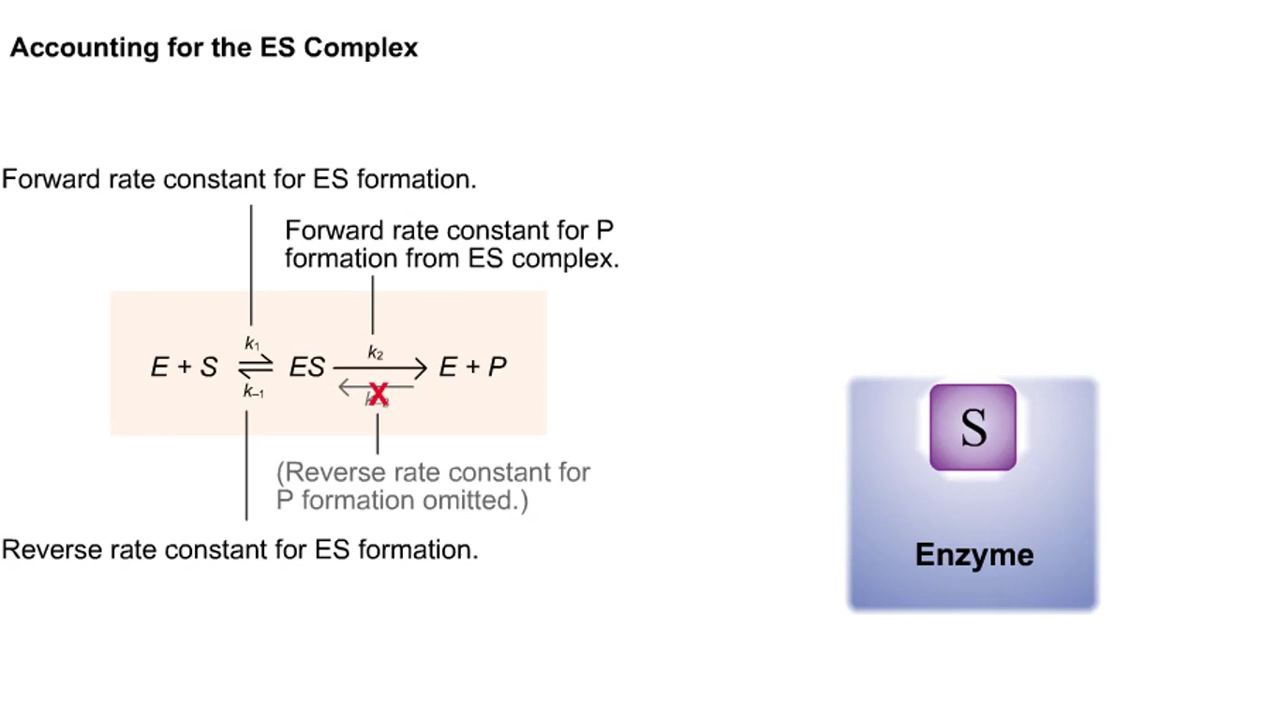 Accounting for the ES Complex
Forward rate constant for ES formation.
Forward rate constant for P
formation from ES complex.
k₁
k₂
E + S ⇌ ES ⟶ E + P
k₋₁
(Reverse rate constant for
P formation omitted.)
Reverse rate constant for ES formation.
S
Enzyme